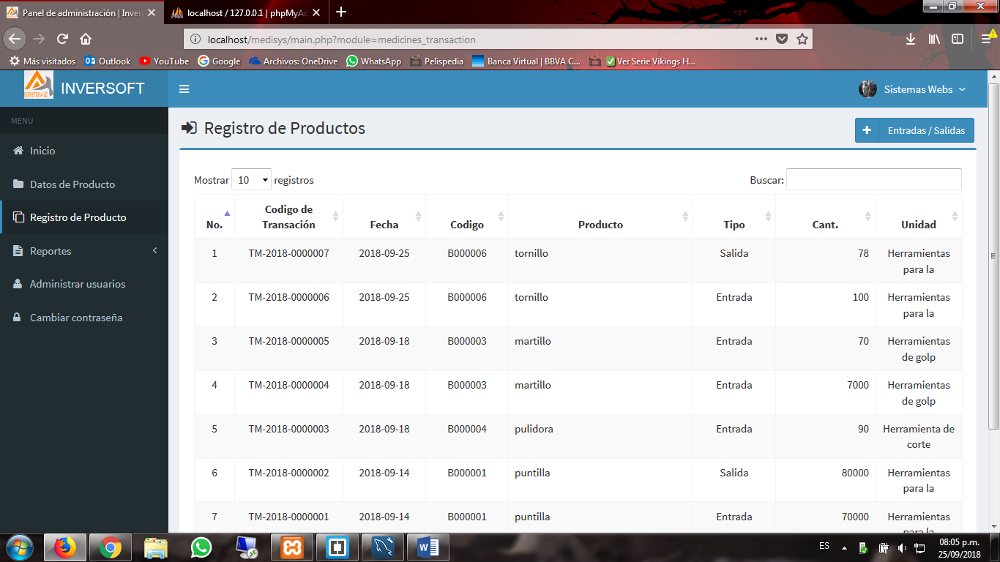 Panel de administración | Inver
localhost / 127.0.0.1 | phpMyAd
localhost/medisys/main.php?module=medicines_transaction
Más visitados Outlook YouTube Google Archivos: OneDrive WhatsApp Pelispedia Banca Virtual | BBVA C... Ver Serie Vikings H...
FERRETERIA JC
INVERSOFT
Sistemas Webs
MENU
Inicio
Datos de Producto
Registro de Producto
Reportes
Administrar usuarios
Cambiar contraseña
Registro de Productos
Entradas / Salidas
Mostrar 10 registros
Buscar:
No. Codigo de Transación Fecha Codigo Producto Tipo Cant. Unidad
1 TM-2018-0000007 2018-09-25 B000006 tornillo Salida 78 Herramientas para la
2 TM-2018-0000006 2018-09-25 B000006 tornillo Entrada 100 Herramientas para la
3 TM-2018-0000005 2018-09-18 B000003 martillo Entrada 70 Herramientas de golp
4 TM-2018-0000004 2018-09-18 B000003 martillo Entrada 7000 Herramientas de golp
5 TM-2018-0000003 2018-09-18 B000004 pulidora Entrada 90 Herramienta de corte
6 TM-2018-0000002 2018-09-14 B000001 puntilla Salida 80000 Herramientas para la
7 TM-2018-0000001 2018-09-14 B000001 puntilla Entrada 70000 Herramientas para la
ES
08:05 p.m.
25/09/2018